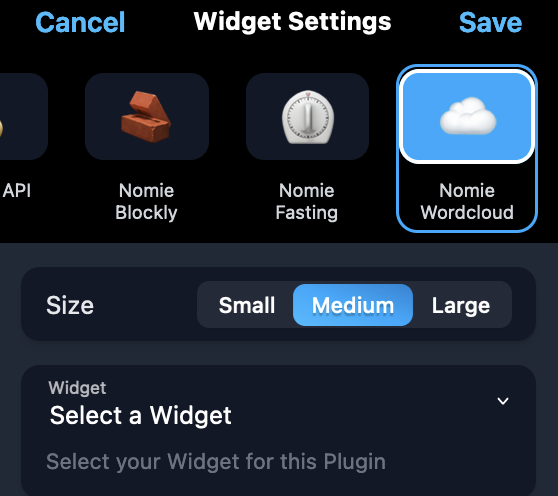 Cancel Widget Settings Save
API
Nomie
Blockly
Nomie
Fasting
Nomie
Wordcloud
Size Small Medium Large
Widget
Select a Widget
Select your Widget for this Plugin